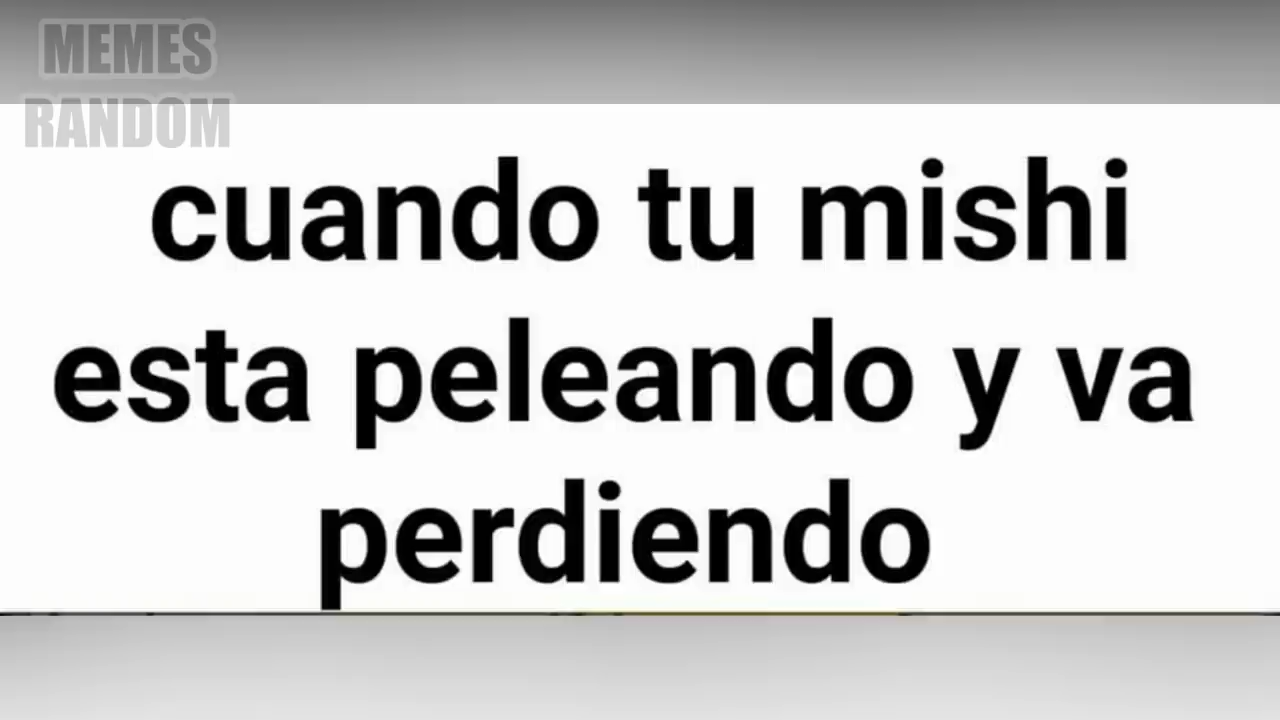 MEMES
RANDOM
cuando tu mishi
esta peleando y va
perdiendo